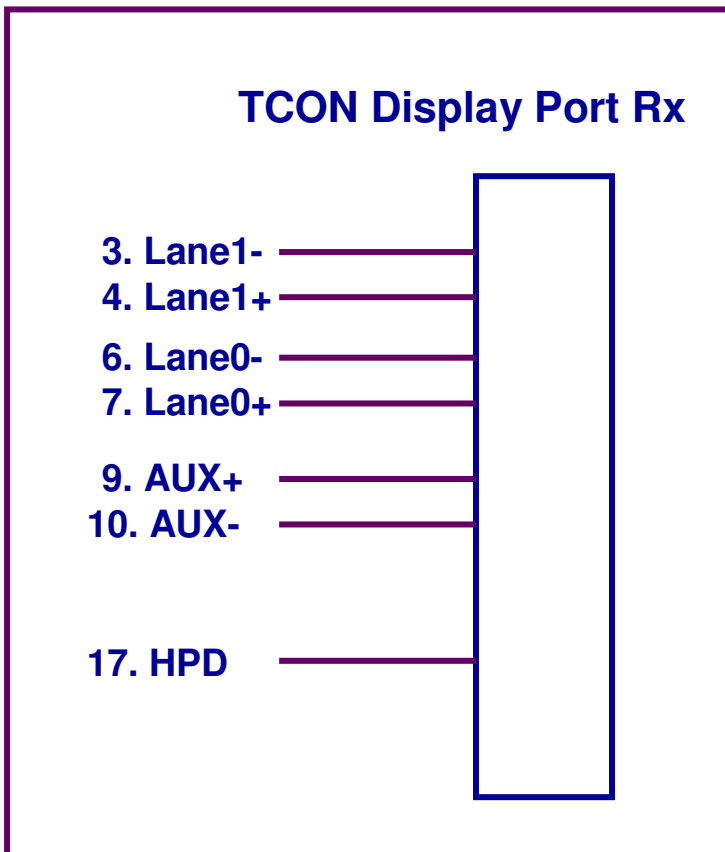 TCON Display Port Rx
3. Lane1-
4. Lane1+
6. Lane0-
7. Lane0+
9. AUX+
10. AUX-
17. HPD